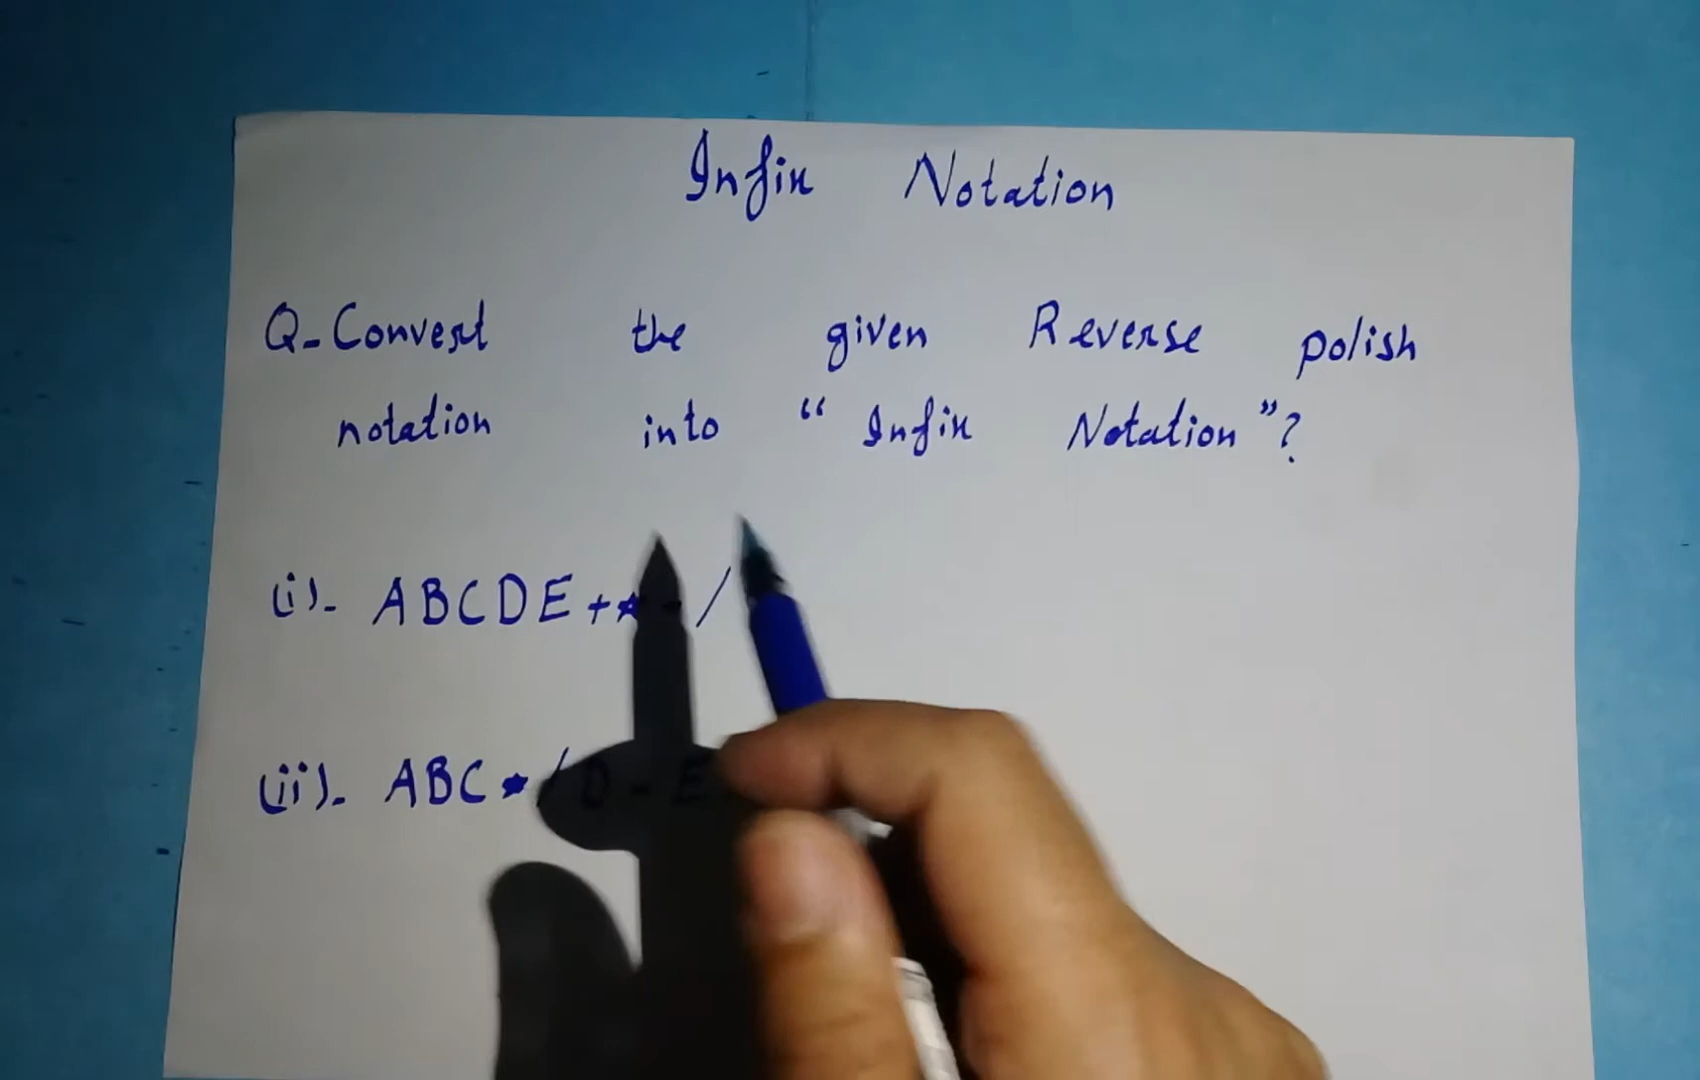 Infix Notation
Q-Convert the given Reverse polish
notation into “ Infix Notation”?
(i)- ABCDE+* - /
(ii)- ABC*/D-E